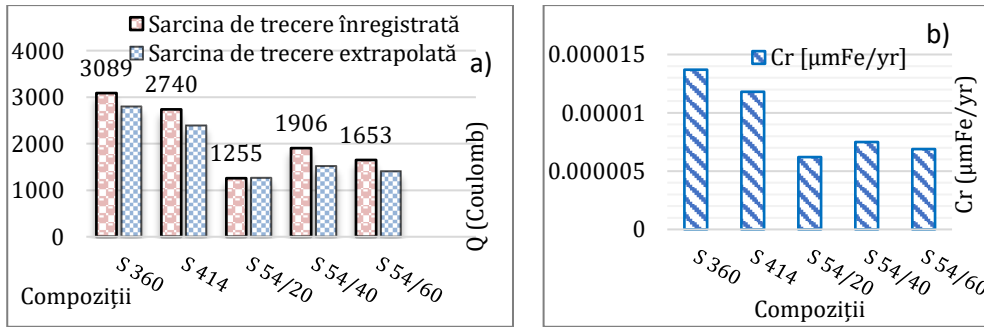 Sarcina de trecere înregistrată
Sarcina de trecere extrapolată
a)
4000
3000
2000
1000
0
3089
2740
1255
1906
1653
Q (Coulomb)
S 360
S 414
S 54/20
S 54/40
S 54/60
Compoziții
b)
Cr [µmFe/yr]
0.000015
0.00001
0.000005
0
Cr (µmFe/yr)
S 360
S 414
S 54/20
S 54/40
S 54/60
Compoziții